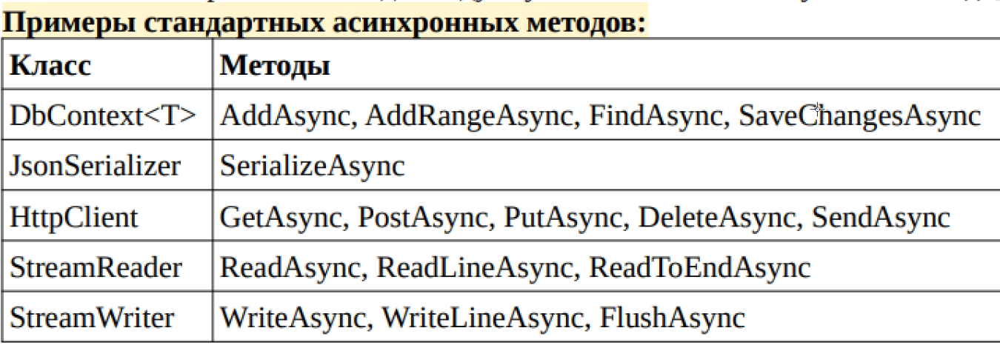 Примеры стандартных асинхронных методов:
Класс Методы
DbContext<T> AddAsync, AddRangeAsync, FindAsync, SaveChangesAsync
JsonSerializer SerializeAsync
HttpClient GetAsync, PostAsync, PutAsync, DeleteAsync, SendAsync
StreamReader ReadAsync, ReadLineAsync, ReadToEndAsync
StreamWriter WriteAsync, WriteLineAsync, FlushAsync